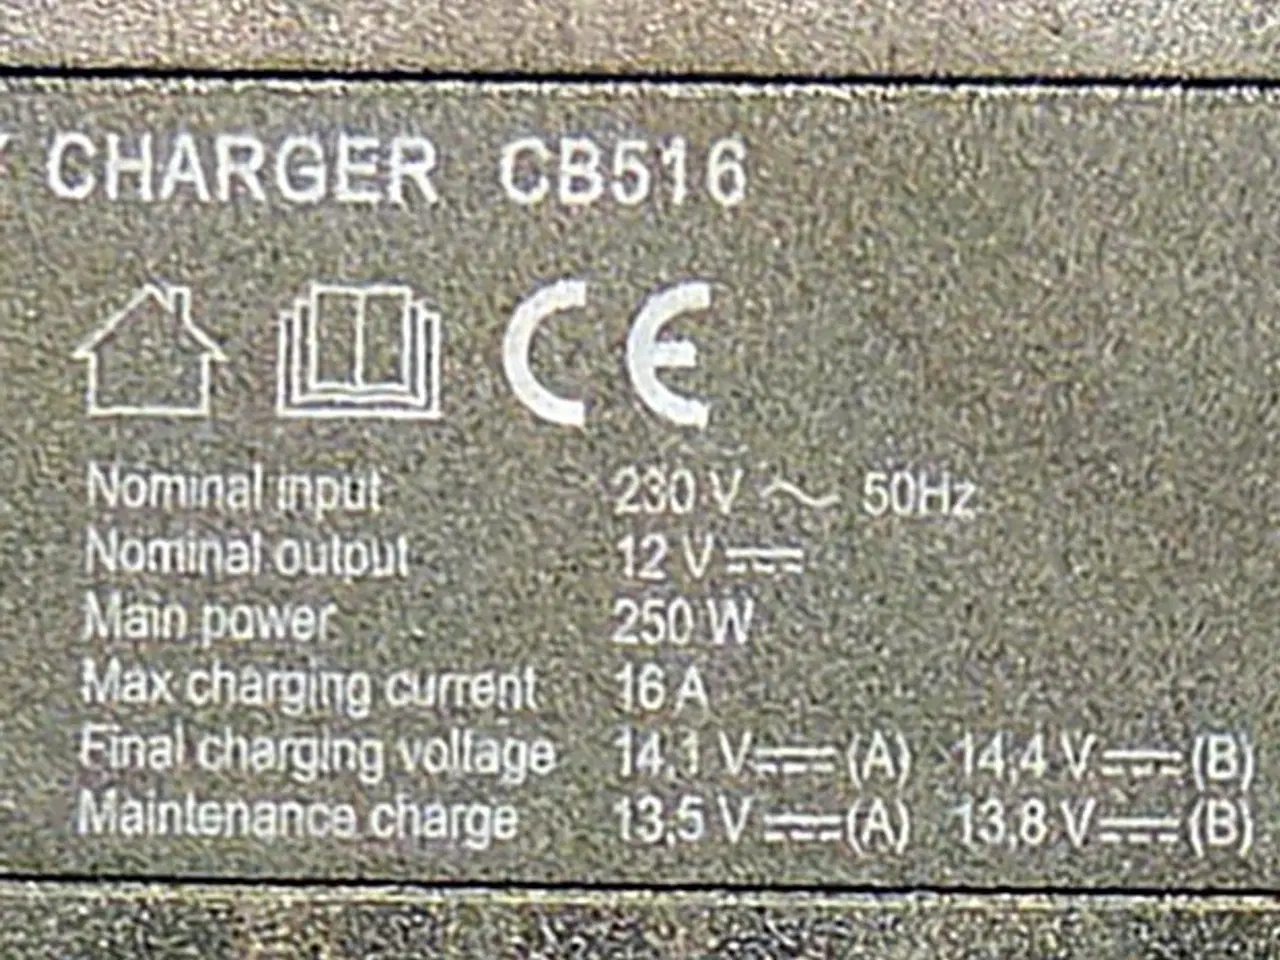 CHARGER CB516
CE
Nominal input 230 V ~ 50Hz
Nominal output 12 V ⎓
Main power 250 W
Max charging current 16 A
Final charging voltage 14,1 V ⎓ (A) 14,4 V ⎓ (B)
Maintenance charge 13,5 V ⎓ (A) 13,8 V ⎓ (B)